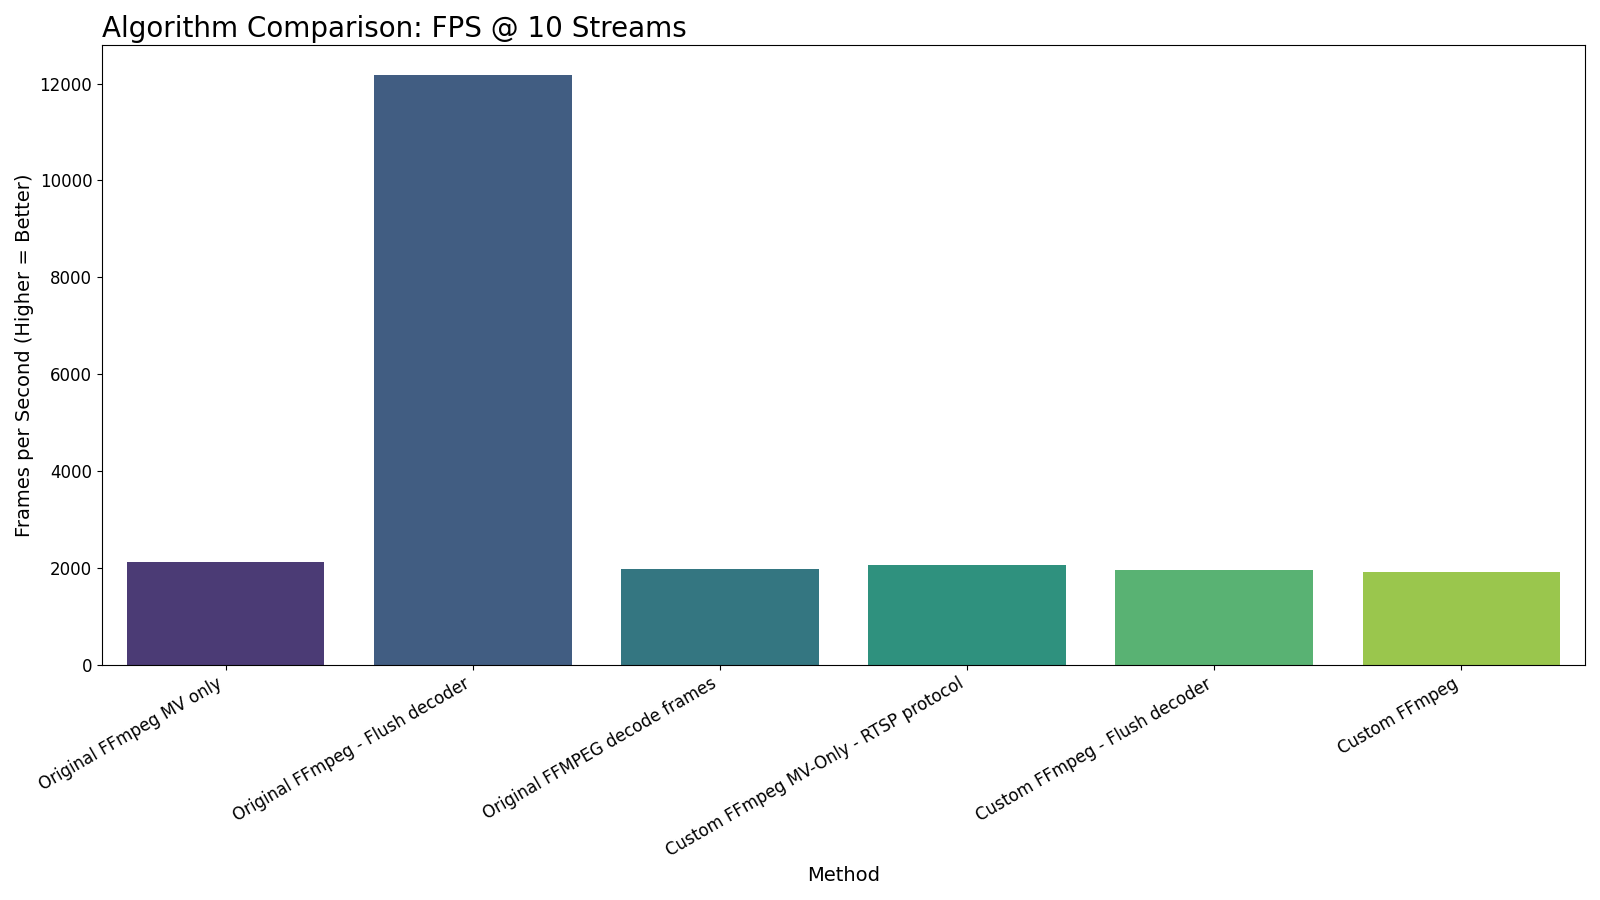 Algorithm Comparison: FPS @ 10 Streams
Frames per Second (Higher = Better)
12000
10000
8000
6000
4000
2000
0
Original FFmpeg MV only
Original FFmpeg - Flush decoder
Original FFMPEG decode frames
Custom FFmpeg MV-Only - RTSP protocol
Custom FFmpeg - Flush decoder
Custom FFmpeg
Method